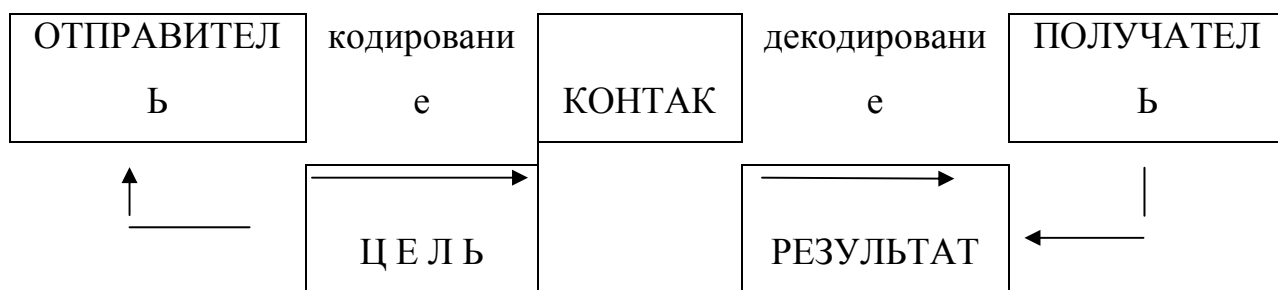 ОТПРАВИТЕЛ
Ь
кодировани
е
КОНТАК
декодировани
е
ПОЛУЧАТЕЛ
Ь
Ц Е Л Ь
РЕЗУЛЬТАТ